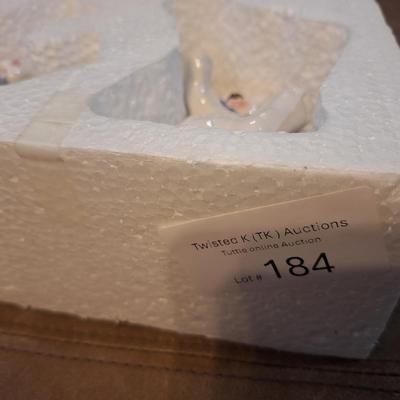 Twisted K (TK) Auctions
Tuttle online Auction
Lot # 184